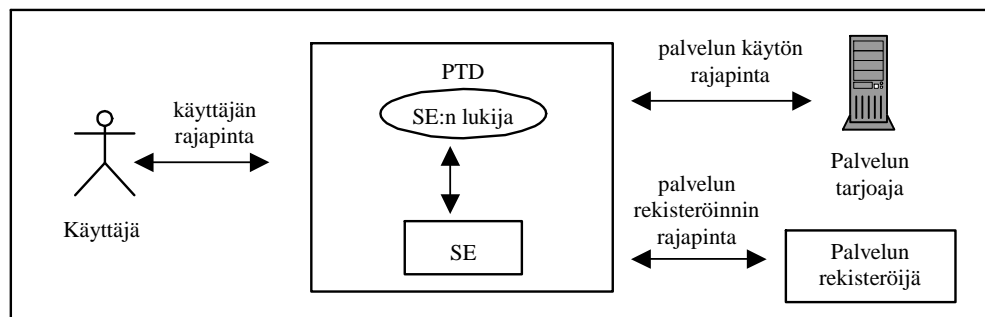 käyttäjän
rajapinta
Käyttäjä
PTD
SE:n lukija
SE
palvelun käytön
rajapinta
Palvelun
tarjoaja
palvelun
rekisteröinnin
rajapinta
Palvelun
rekisteröijä